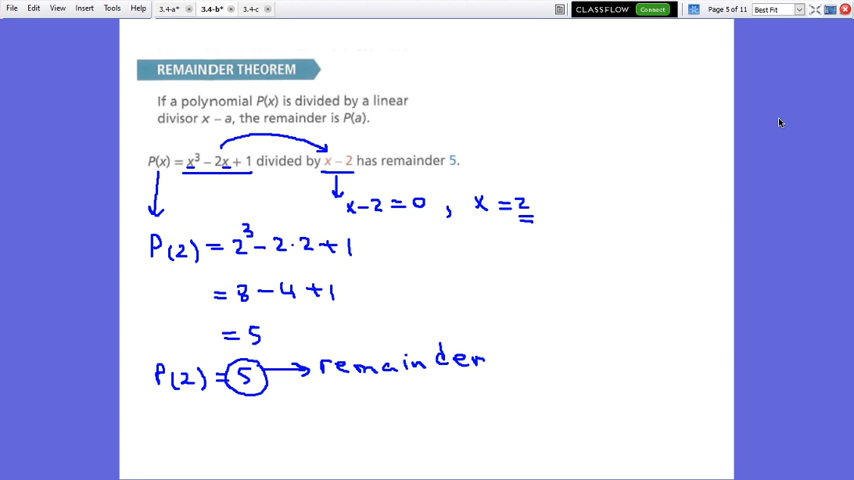 File Edit View Insert Tools Help 3.4-a* 3.4-b* 3.4-c CLASSFLOW Connect Page 5 of 11 Best Fit
REMAINDER THEOREM
If a polynomial P(x) is divided by a linear
divisor x – a, the remainder is P(a).
P(x) = x³ – 2x + 1 divided by x – 2 has remainder 5.
x-2=0 , x=2
P(2) = 2³ - 2·2 + 1
= 8 - 4 + 1
= 5
P(2) = 5 → remainder